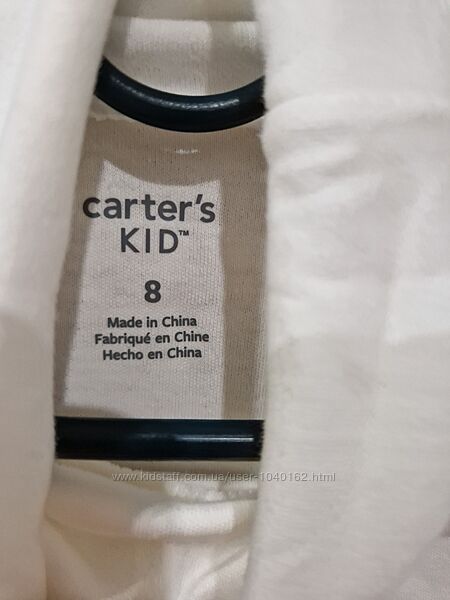 carter's
KID™
8
Made in China
Fabriqué en Chine
Hecho en China
www.kidstaff.com.ua/user-1040162.html